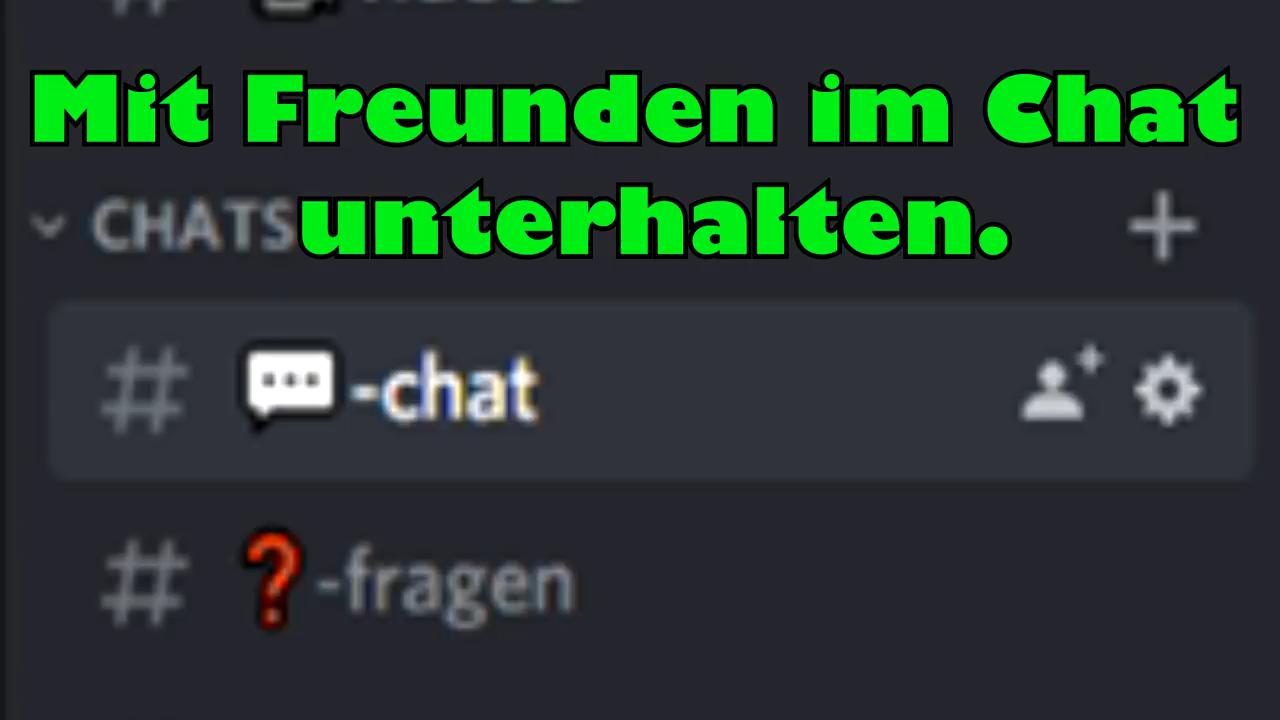 Mit Freunden im Chat
CHATS unterhalten.
# 💬-chat
# ❓-fragen